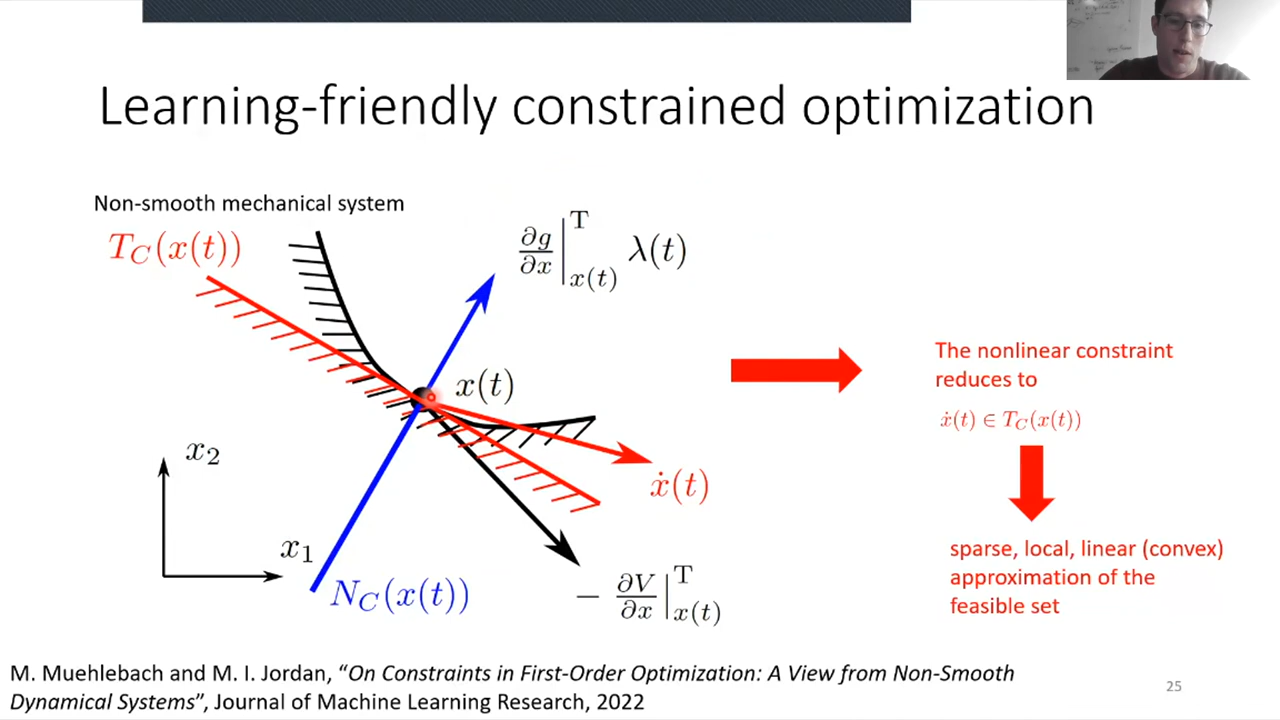 Learning-friendly constrained optimization
Non-smooth mechanical system
T_C(x(t))
∂g/∂x |_{x(t)}^T λ(t)
x(t)
x_2
x_1
ẋ(t)
N_C(x(t))
− ∂V/∂x |_{x(t)}^T
The nonlinear constraint
reduces to
ẋ(t) ∈ T_C(x(t))
sparse, local, linear (convex)
approximation of the
feasible set
M. Muehlebach and M. I. Jordan, “On Constraints in First-Order Optimization: A View from Non-Smooth
Dynamical Systems”, Journal of Machine Learning Research, 2022
25